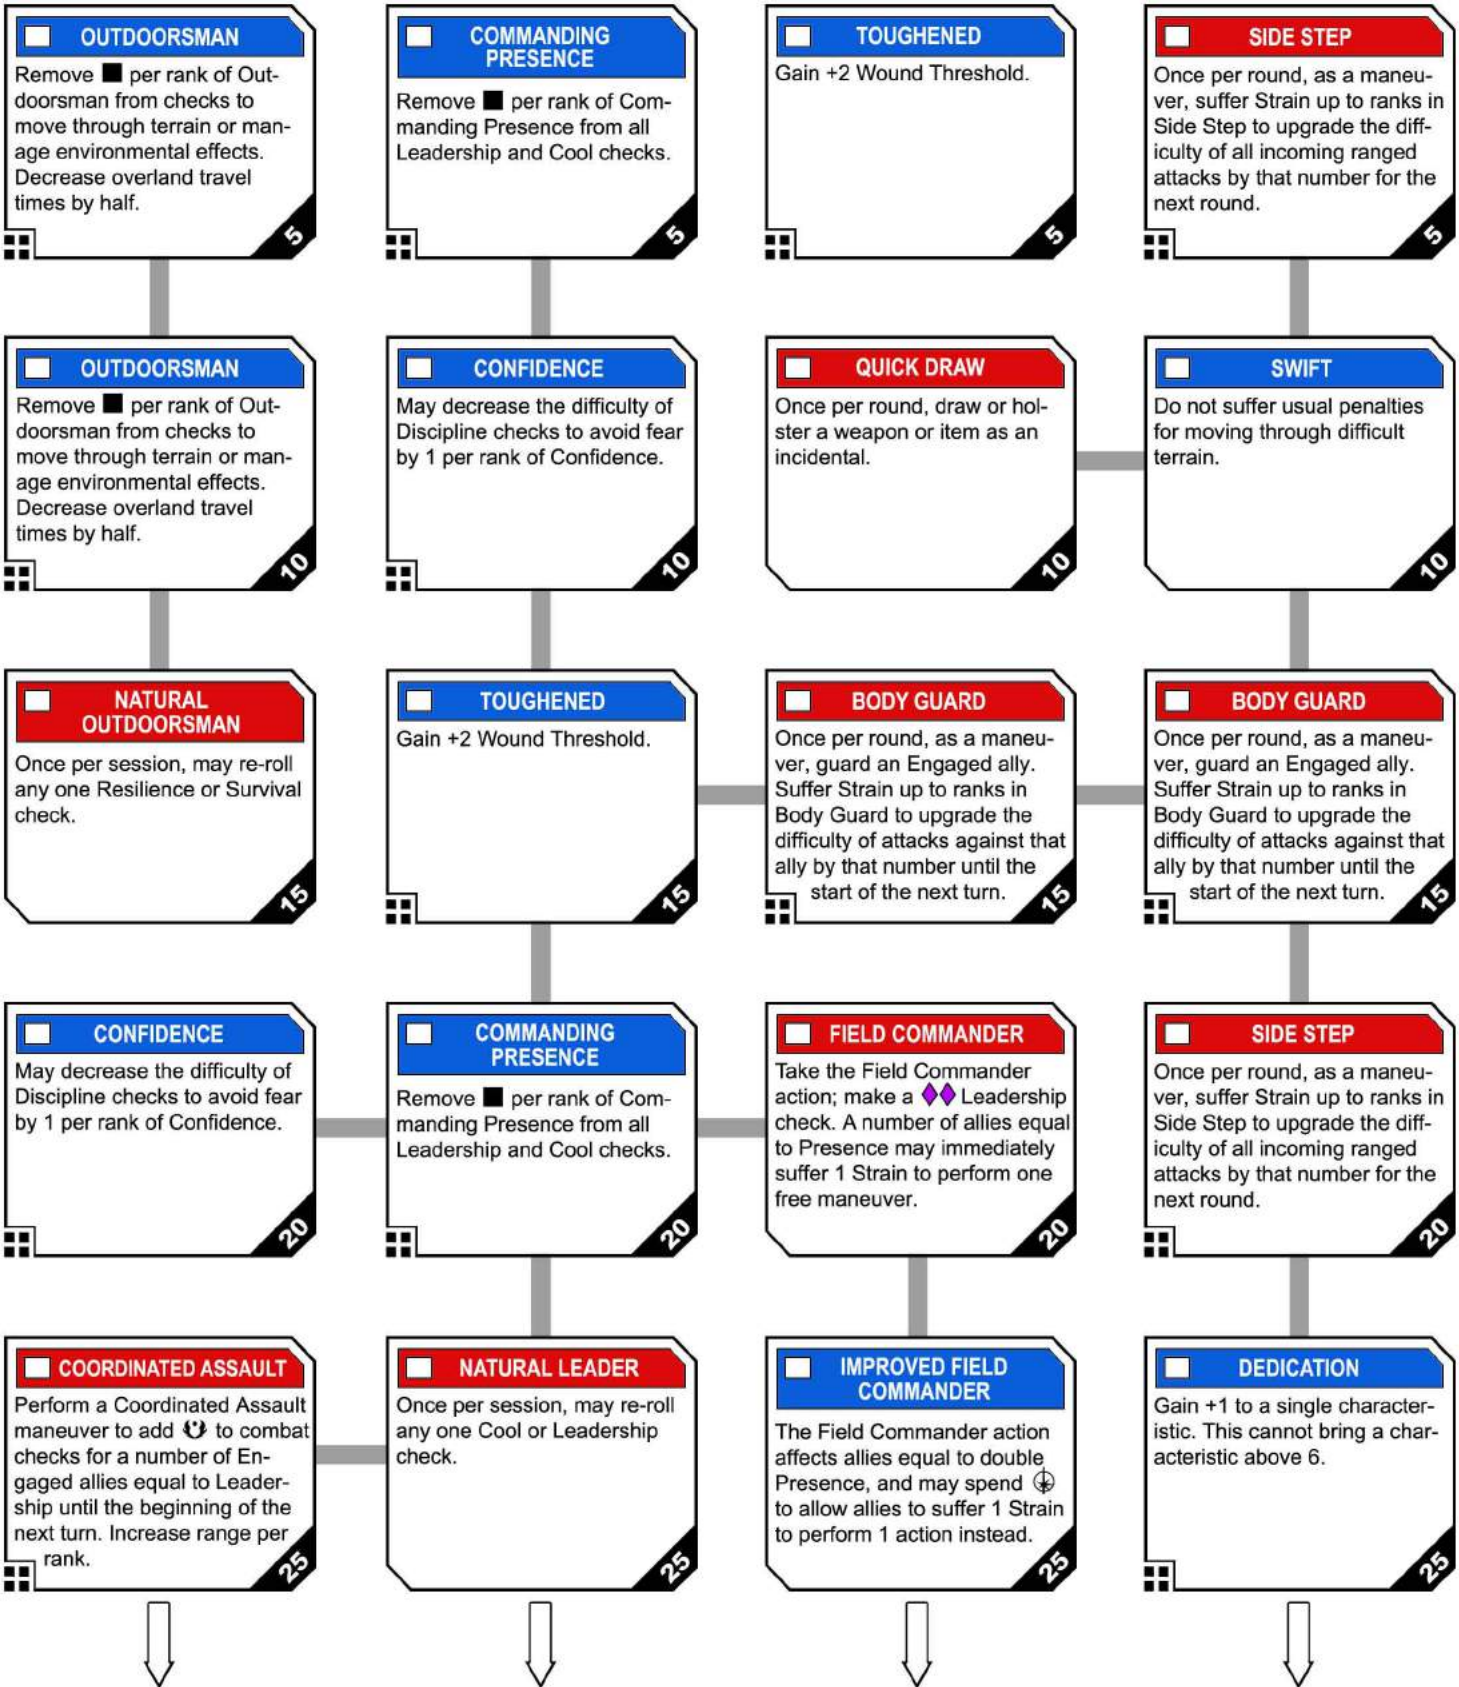 OUTDOORSMAN
Remove per rank of Out-
doorsman from checks to
move through terrain or man-
age environmental effects.
Decrease overland travel
times by half.
5
COMMANDING
PRESENCE
Remove per rank of Com-
manding Presence from all
Leadership and Cool checks.
5
TOUGHENED
Gain +2 Wound Threshold.
5
SIDE STEP
Once per round, as a maneu-
ver, suffer Strain up to ranks in
Side Step to upgrade the diff-
iculty of all incoming ranged
attacks by that number for the
next round.
5
OUTDOORSMAN
Remove per rank of Out-
doorsman from checks to
move through terrain or man-
age environmental effects.
Decrease overland travel
times by half.
10
CONFIDENCE
May decrease the difficulty of
Discipline checks to avoid fear
by 1 per rank of Confidence.
10
QUICK DRAW
Once per round, draw or hol-
ster a weapon or item as an
incidental.
10
SWIFT
Do not suffer usual penalties
for moving through difficult
terrain.
10
NATURAL
OUTDOORSMAN
Once per session, may re-roll
any one Resilience or Survival
check.
15
TOUGHENED
Gain +2 Wound Threshold.
15
BODY GUARD
Once per round, as a maneu-
ver, guard an Engaged ally.
Suffer Strain up to ranks in
Body Guard to upgrade the
difficulty of attacks against that
ally by that number until the
start of the next turn.
15
BODY GUARD
Once per round, as a maneu-
ver, guard an Engaged ally.
Suffer Strain up to ranks in
Body Guard to upgrade the
difficulty of attacks against that
ally by that number until the
start of the next turn.
15
CONFIDENCE
May decrease the difficulty of
Discipline checks to avoid fear
by 1 per rank of Confidence.
20
COMMANDING
PRESENCE
Remove per rank of Com-
manding Presence from all
Leadership and Cool checks.
20
FIELD COMMANDER
Take the Field Commander
action; make a Leadership
check. A number of allies equal
to Presence may immediately
suffer 1 Strain to perform one
free maneuver.
20
SIDE STEP
Once per round, as a maneu-
ver, suffer Strain up to ranks in
Side Step to upgrade the diff-
iculty of all incoming ranged
attacks by that number for the
next round.
20
COORDINATED ASSAULT
Perform a Coordinated Assault
maneuver to add to combat
checks for a number of En-
gaged allies equal to Leader-
ship until the beginning of the
next turn. Increase range per
rank.
25
NATURAL LEADER
Once per session, may re-roll
any one Cool or Leadership
check.
25
IMPROVED FIELD
COMMANDER
The Field Commander action
affects allies equal to double
Presence, and may spend
to allow allies to suffer 1 Strain
to perform 1 action instead.
25
DEDICATION
Gain +1 to a single character-
istic. This cannot bring a char-
acteristic above 6.
25